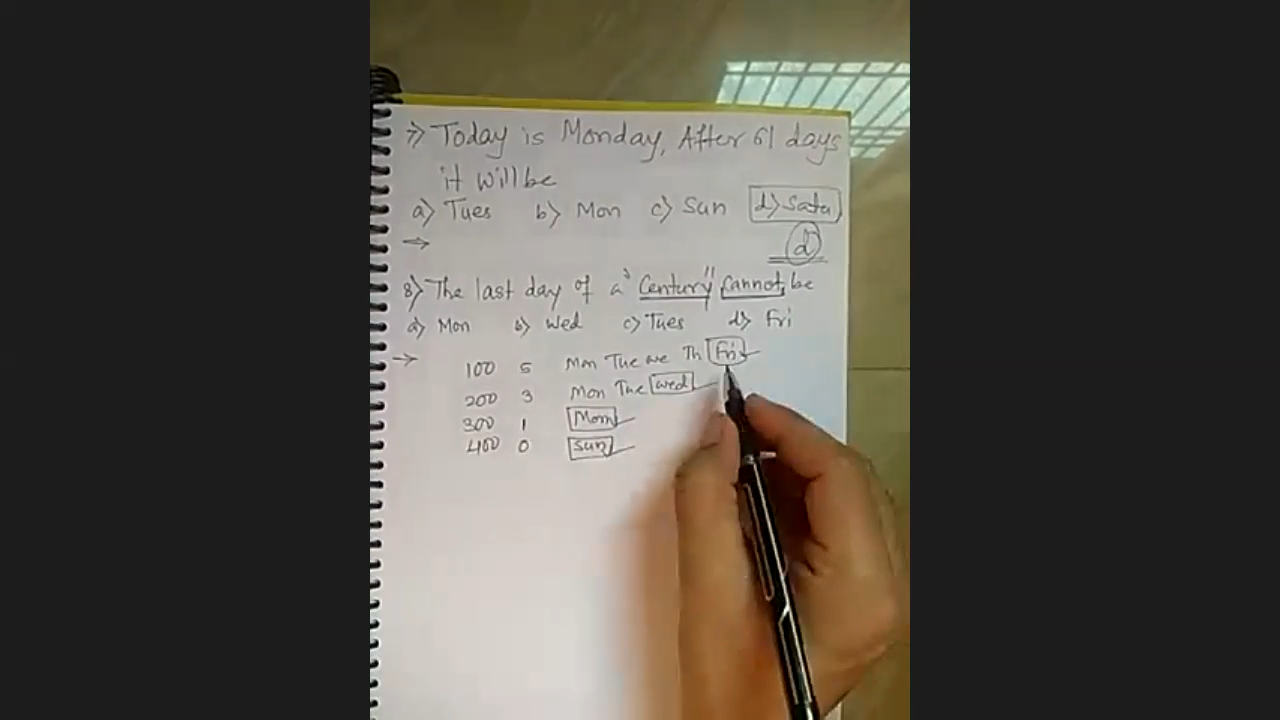 7) Today is Monday, After 61 days
it will be
a) Tues b) Mon c) Sun d) Satu
⇒ d
8) The last day of a "Century" cannot be
a) Mon b) Wed c) Tues d) Fri
→ 100 5 Mon Tue we Th Fri
200 3 Mon Tue Wed
300 1 Mon
400 0 Sun